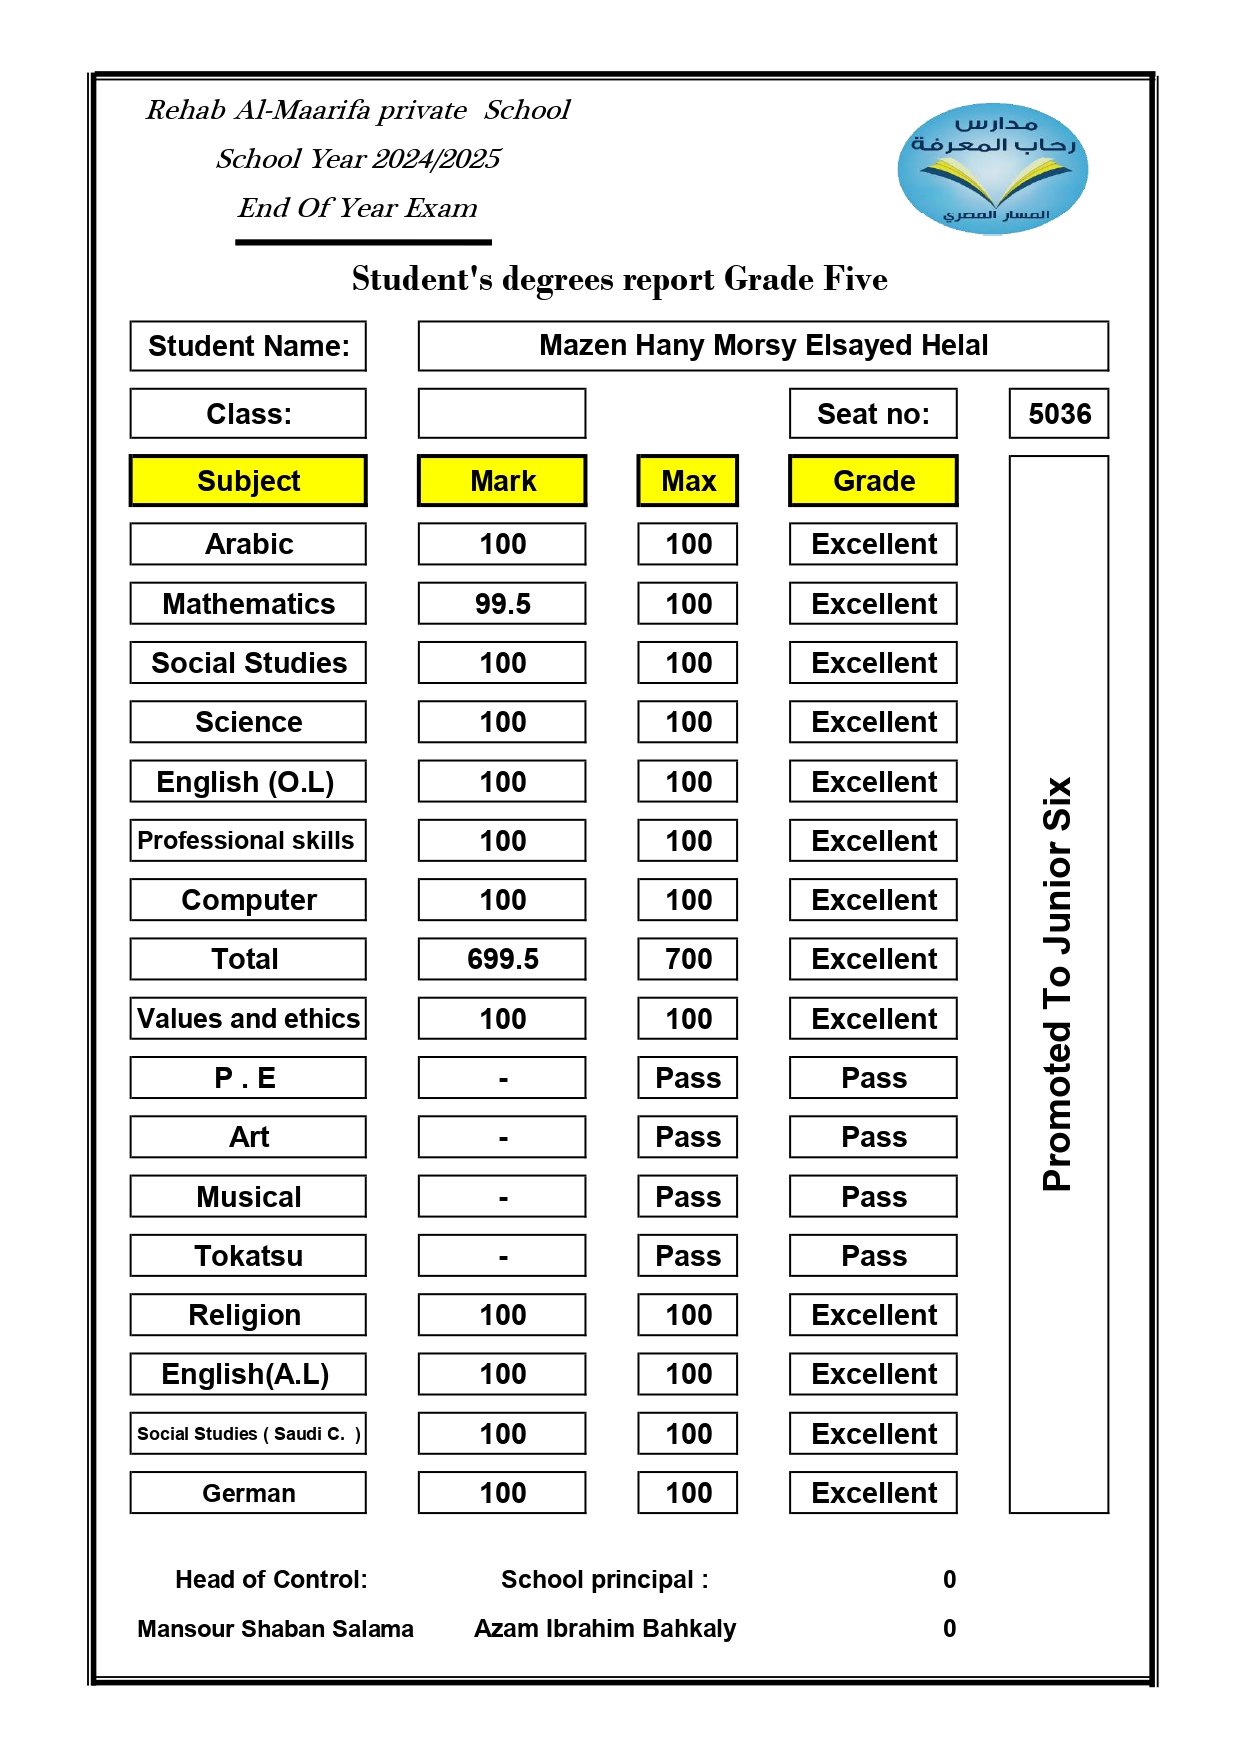 Rehab Al-Maarifa private School
School Year 2024/2025
End Of Year Exam
مدارس
رحاب المعرفة
المسار المصري
Student's degrees report Grade Five
Student Name: Mazen Hany Morsy Elsayed Helal
Class: Seat no: 5036
Subject Mark Max Grade
Arabic 100 100 Excellent
Mathematics 99.5 100 Excellent
Social Studies 100 100 Excellent
Science 100 100 Excellent
English (O.L) 100 100 Excellent
Professional skills 100 100 Excellent
Computer 100 100 Excellent
Total 699.5 700 Excellent
Values and ethics 100 100 Excellent
P . E - Pass Pass
Art - Pass Pass
Musical - Pass Pass
Tokatsu - Pass Pass
Religion 100 100 Excellent
English(A.L) 100 100 Excellent
Social Studies ( Saudi C. ) 100 100 Excellent
German 100 100 Excellent
Promoted To Junior Six
Head of Control: School principal : 0
Mansour Shaban Salama Azam Ibrahim Bahkaly 0